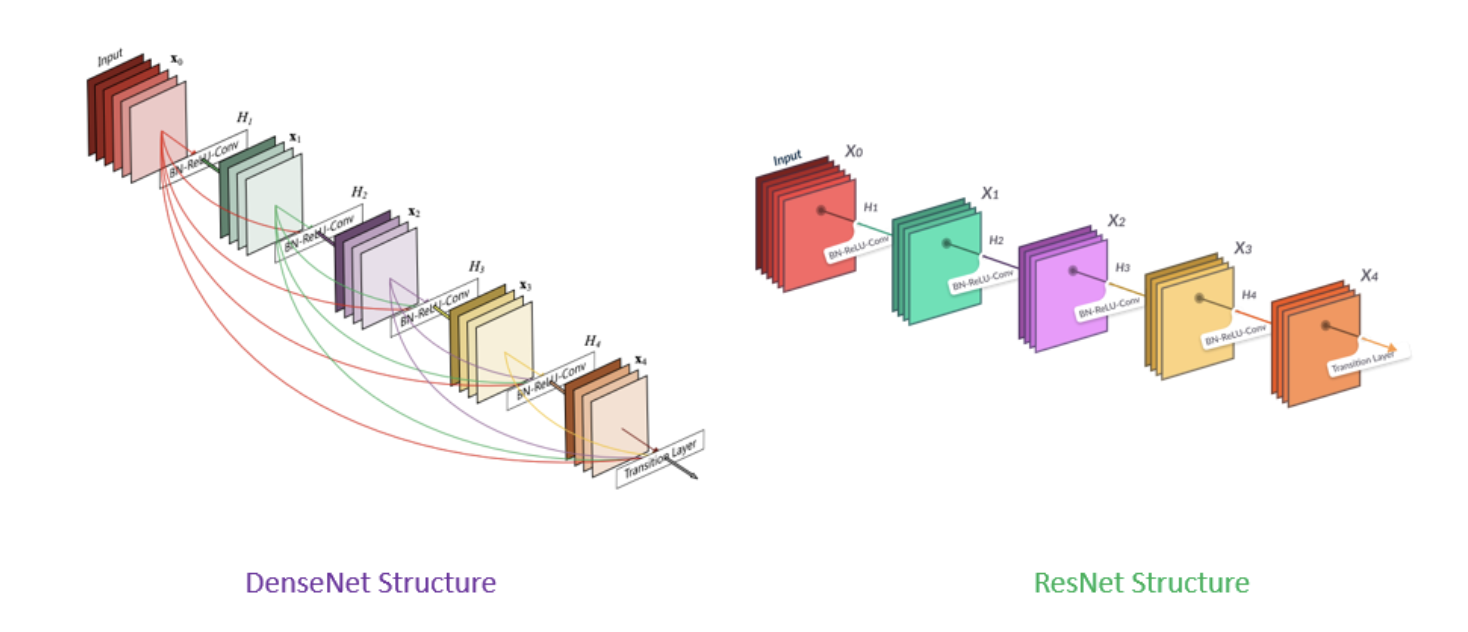 Input
x₀
H₁
BN-ReLU-Conv
x₁
H₂
BN-ReLU-Conv
x₂
H₃
BN-ReLU-Conv
x₃
H₄
BN-ReLU-Conv
x₄
Transition Layer
DenseNet Structure
Input
X₀
H₁
BN-ReLU-Conv
X₁
H₂
BN-ReLU-Conv
X₂
H₃
BN-ReLU-Conv
X₃
H₄
BN-ReLU-Conv
X₄
Transition Layer
ResNet Structure